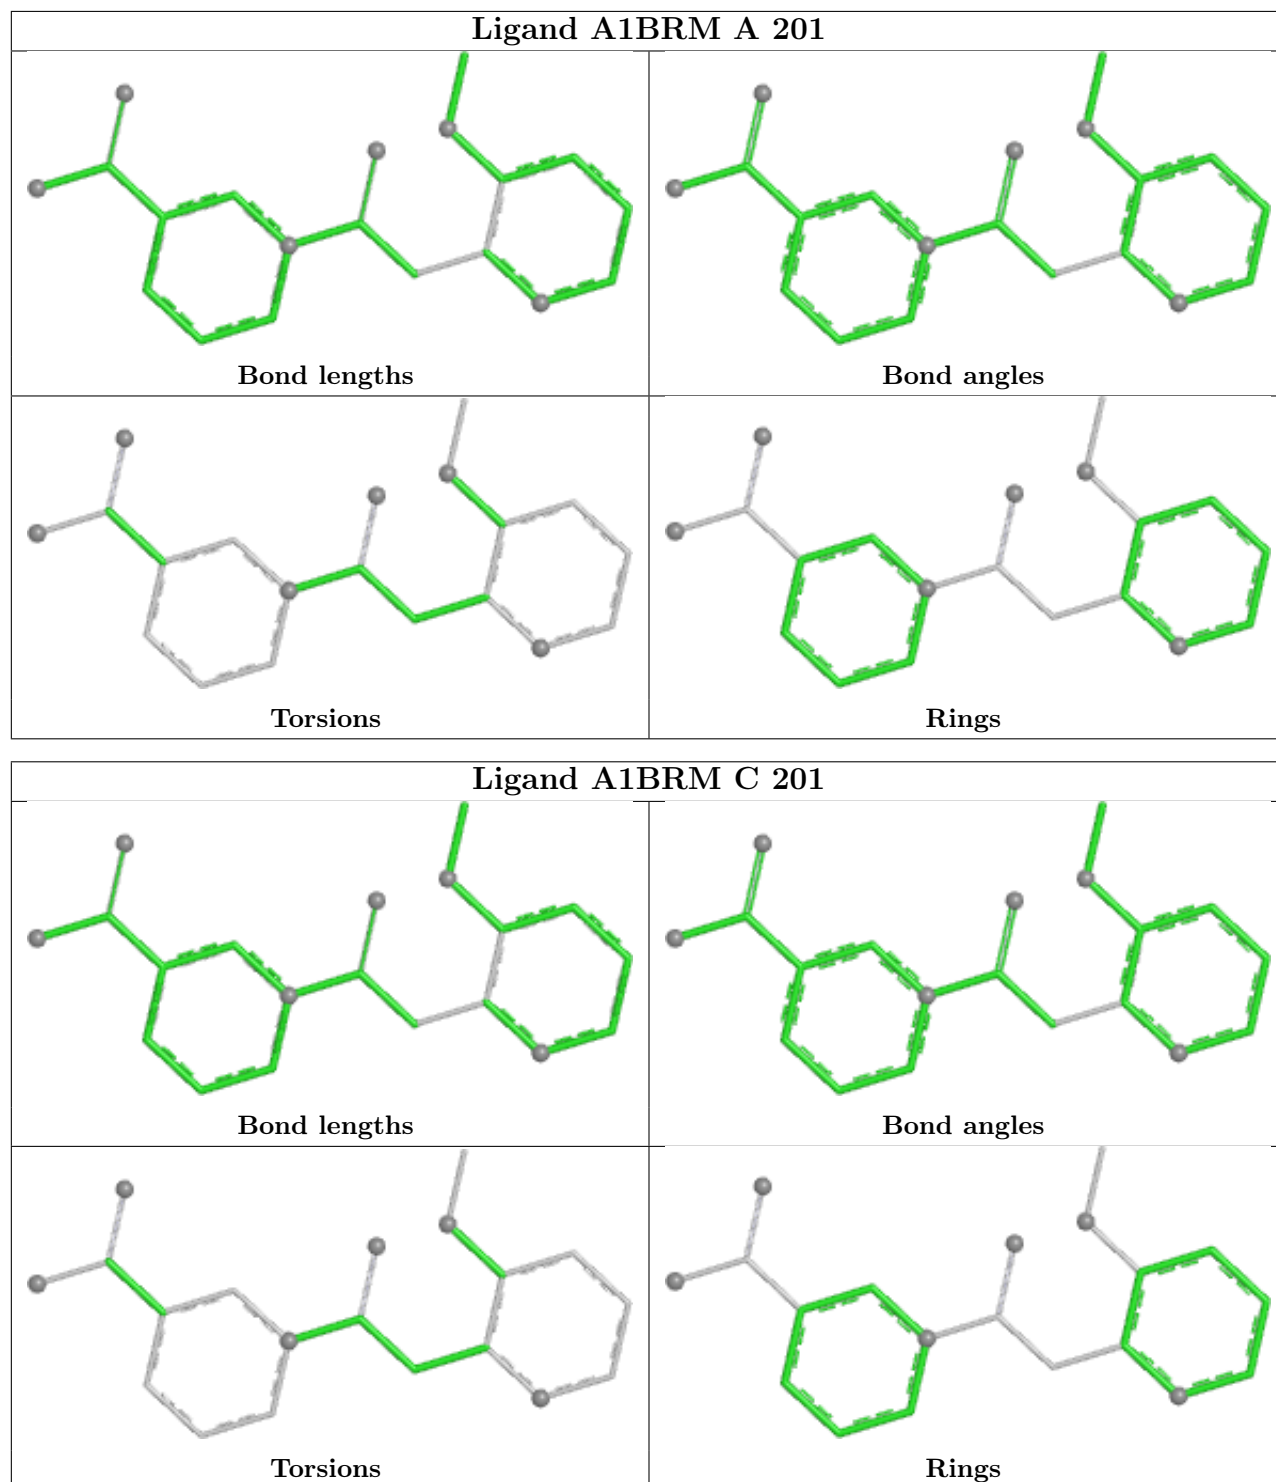 Ligand A1BRM A 201
Bond lengths
Bond angles
Torsions
Rings
Ligand A1BRM C 201
Bond lengths
Bond angles
Torsions
Rings